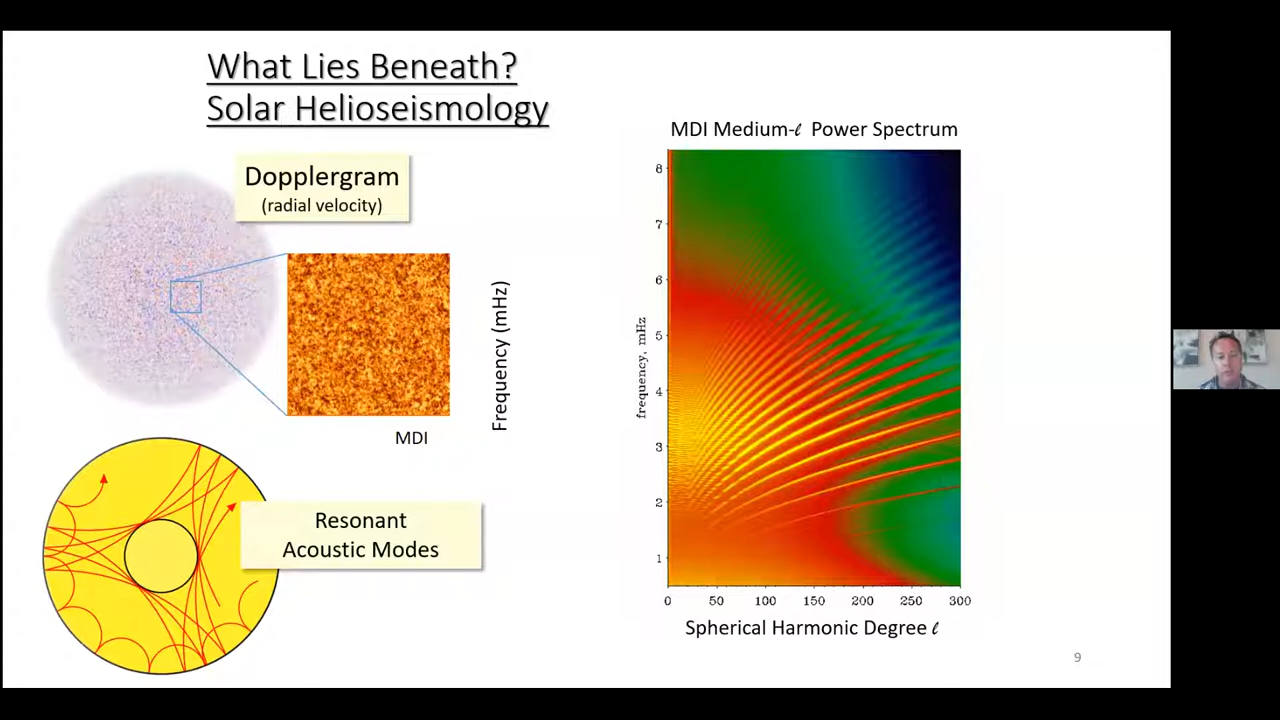 What Lies Beneath?
Solar Helioseismology
Dopplergram
(radial velocity)
MDI
Frequency (mHz)
Resonant
Acoustic Modes
MDI Medium-ℓ Power Spectrum
frequency, mHz
8
7
6
5
4
3
2
1
0 50 100 150 200 250 300
Spherical Harmonic Degree ℓ
9